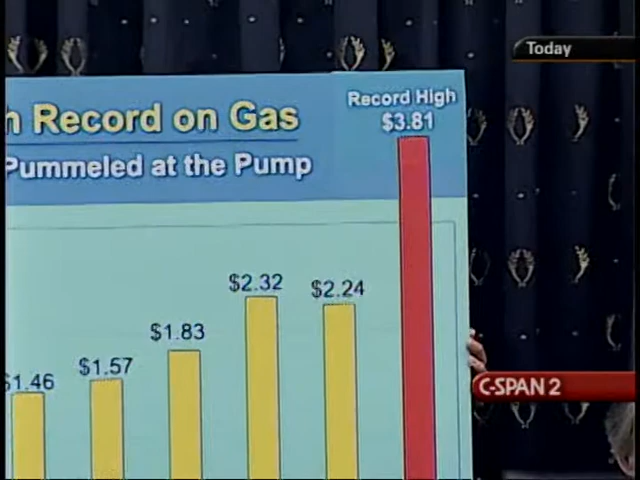 Today
h Record on Gas
Record High
$3.81
Pummeled at the Pump
$2.32
$2.24
$1.83
$1.57
$1.46
C-SPAN 2